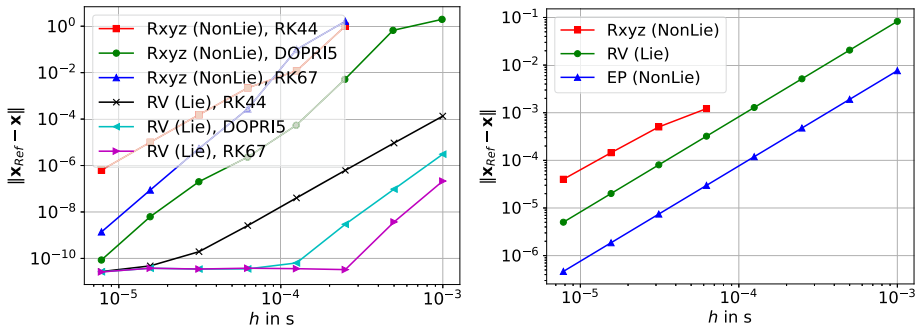 ‖x_Ref − x‖
10^0
10^−2
10^−4
10^−6
10^−8
10^−10
Rxyz (NonLie), RK44
Rxyz (NonLie), DOPRI5
Rxyz (NonLie), RK67
RV (Lie), RK44
RV (Lie), DOPRI5
RV (Lie), RK67
10^−5
10^−4
10^−3
h in s
‖x_Ref − x‖
10^−1
10^−2
10^−3
10^−4
10^−5
10^−6
Rxyz (NonLie)
RV (Lie)
EP (NonLie)
10^−5
10^−4
10^−3
h in s